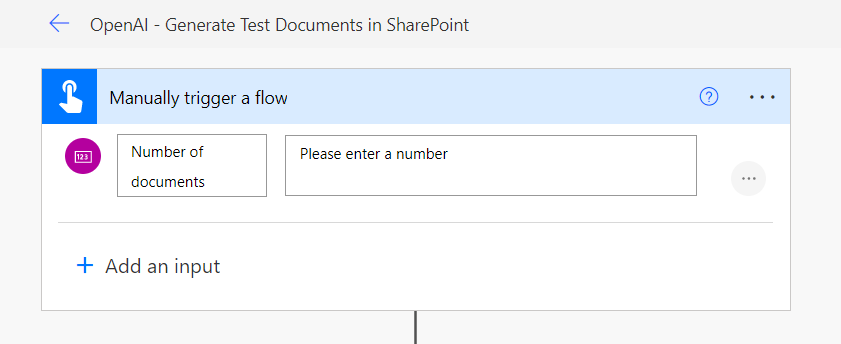 OpenAI - Generate Test Documents in SharePoint
Manually trigger a flow
?
123
Number of
documents
Please enter a number
Add an input